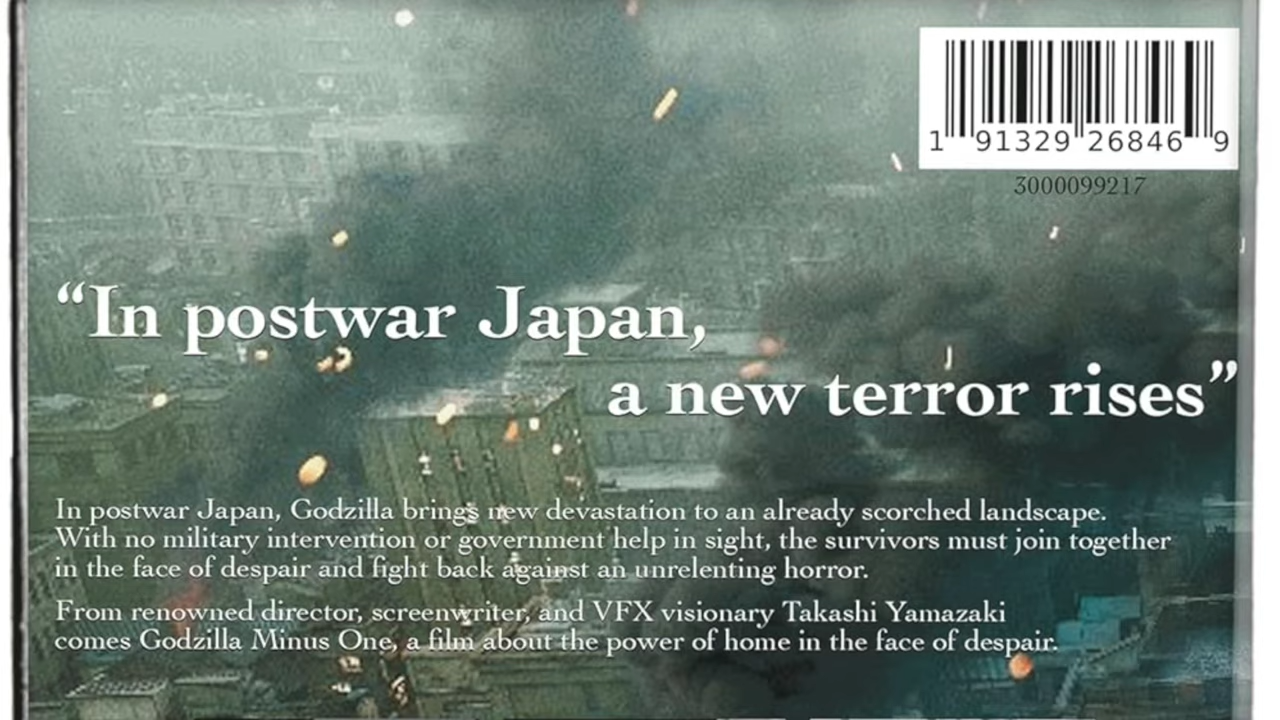 1 91329 26846 9
3000099217
“In postwar Japan,
a new terror rises”
In postwar Japan, Godzilla brings new devastation to an already scorched landscape.
With no military intervention or government help in sight, the survivors must join together
in the face of despair and fight back against an unrelenting horror.
From renowned director, screenwriter, and VFX visionary Takashi Yamazaki
comes Godzilla Minus One, a film about the power of home in the face of despair.